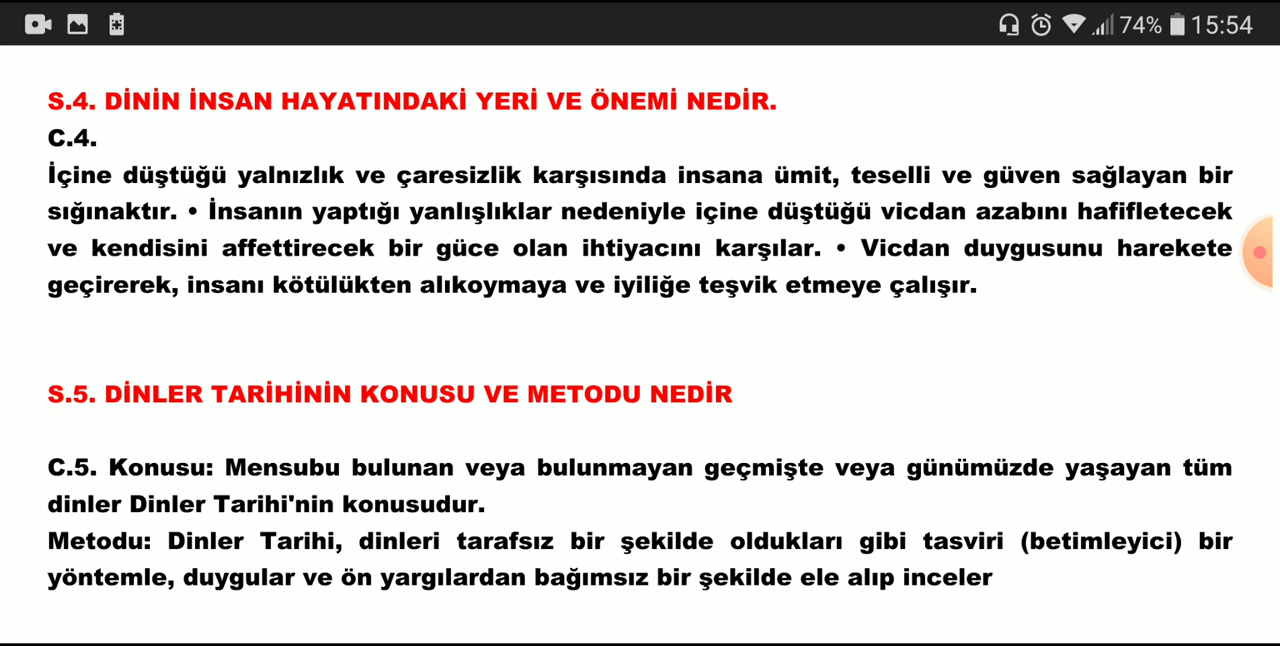 74% 15:54
S.4. DİNİN İNSAN HAYATINDAKİ YERİ VE ÖNEMİ NEDİR.
C.4.
İçine düştüğü yalnızlık ve çaresizlik karşısında insana ümit, teselli ve güven sağlayan bir
sığınaktır. • İnsanın yaptığı yanlışlıklar nedeniyle içine düştüğü vicdan azabını hafifletecek
ve kendisini affettirecek bir güce olan ihtiyacını karşılar. • Vicdan duygusunu harekete
geçirerek, insanı kötülükten alıkoymaya ve iyiliğe teşvik etmeye çalışır.
S.5. DİNLER TARİHİNİN KONUSU VE METODU NEDİR
C.5. Konusu: Mensubu bulunan veya bulunmayan geçmişte veya günümüzde yaşayan tüm
dinler Dinler Tarihi'nin konusudur.
Metodu: Dinler Tarihi, dinleri tarafsız bir şekilde oldukları gibi tasviri (betimleyici) bir
yöntemle, duygular ve ön yargılardan bağımsız bir şekilde ele alıp inceler